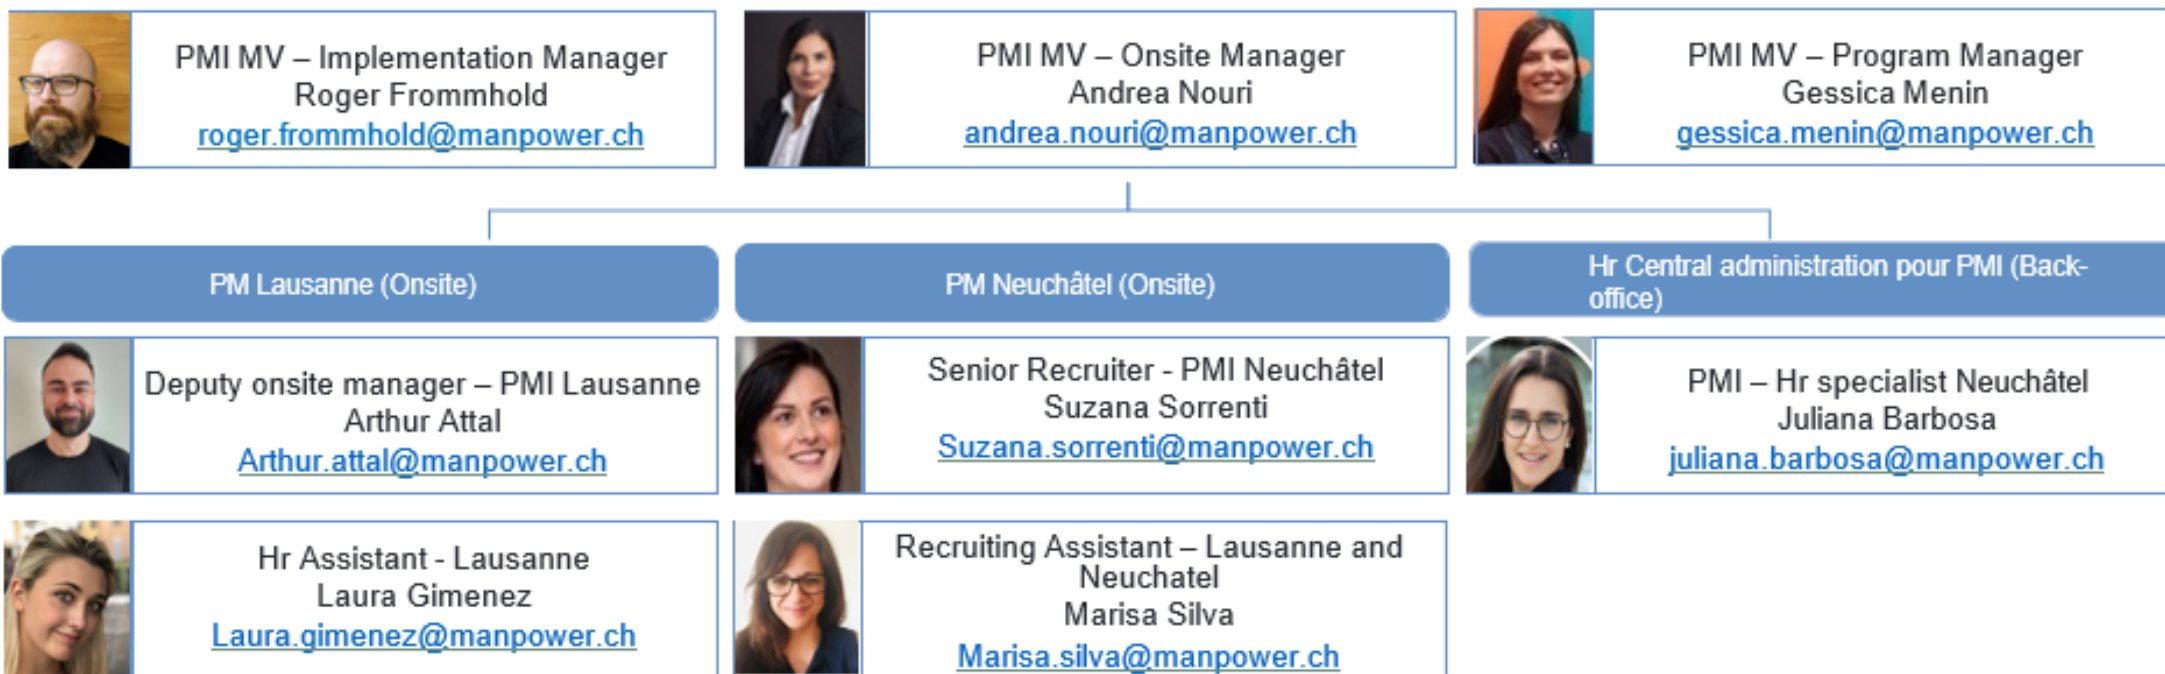 PMI MV – Implementation Manager
Roger Frommhold
roger.frommhold@manpower.ch
PMI MV – Onsite Manager
Andrea Nouri
andrea.nouri@manpower.ch
PMI MV – Program Manager
Gessica Menin
gessica.menin@manpower.ch
PM Lausanne (Onsite)
PM Neuchâtel (Onsite)
Hr Central administration pour PMI (Back-
office)
Deputy onsite manager – PMI Lausanne
Arthur Attal
Arthur.attal@manpower.ch
Senior Recruiter - PMI Neuchâtel
Suzana Sorrenti
Suzana.sorrenti@manpower.ch
PMI – Hr specialist Neuchâtel
Juliana Barbosa
juliana.barbosa@manpower.ch
Hr Assistant - Lausanne
Laura Gimenez
Laura.gimenez@manpower.ch
Recruiting Assistant – Lausanne and
Neuchatel
Marisa Silva
Marisa.silva@manpower.ch